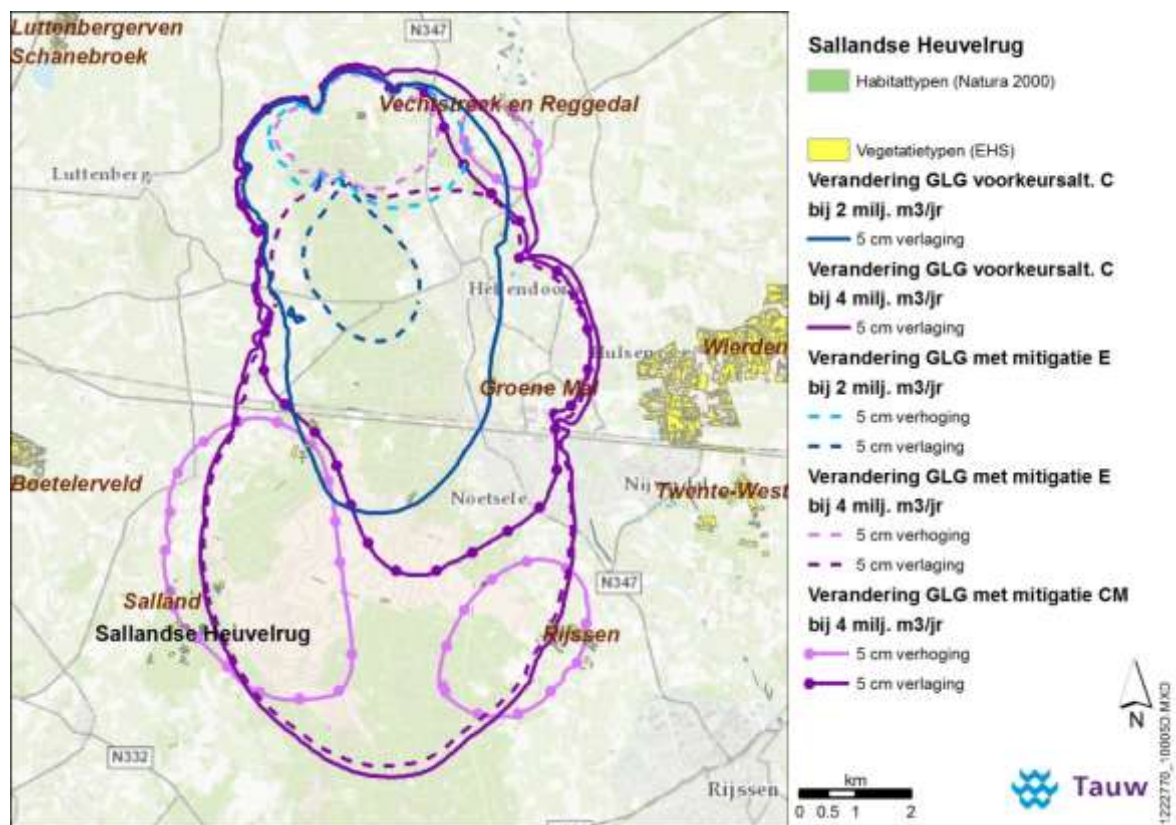 Luttenbergerven
Schanebroek
N347
Vechtstreek en Reggedal
Luttenberg
Wierden
Groene Mal
Boetelerveld
Noetsele
Twente-West
N347
Salland
Sallandse Heuvelrug
Rijssen
N332
Rijssen
Sallandse Heuvelrug
Habitattypen (Natura 2000)
Vegetatietypen (EHS)
Verandering GLG voorkeursalt. C
bij 2 milj. m3/jr
5 cm verlaging
Verandering GLG voorkeursalt. C
bij 4 milj. m3/jr
5 cm verlaging
Verandering GLG met mitigatie E
bij 2 milj. m3/jr
5 cm verhoging
5 cm verlaging
Verandering GLG met mitigatie E
bij 4 milj. m3/jr
5 cm verhoging
5 cm verlaging
Verandering GLG met mitigatie CM
bij 4 milj. m3/jr
5 cm verhoging
5 cm verlaging
N
km
0 0.5 1 2
Tauw
1222770_10005D.MXD